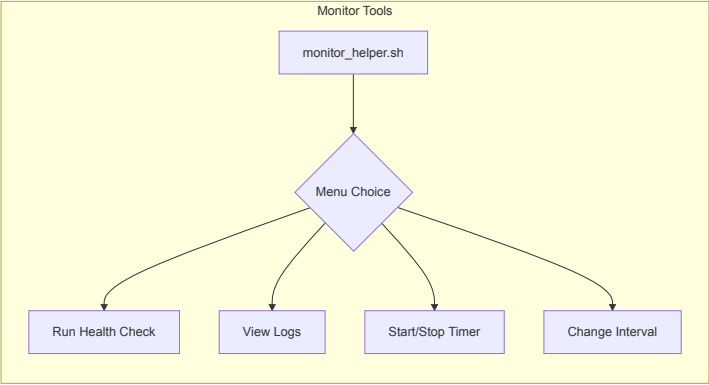 Monitor Tools
monitor_helper.sh
Menu Choice
Run Health Check
View Logs
Start/Stop Timer
Change Interval